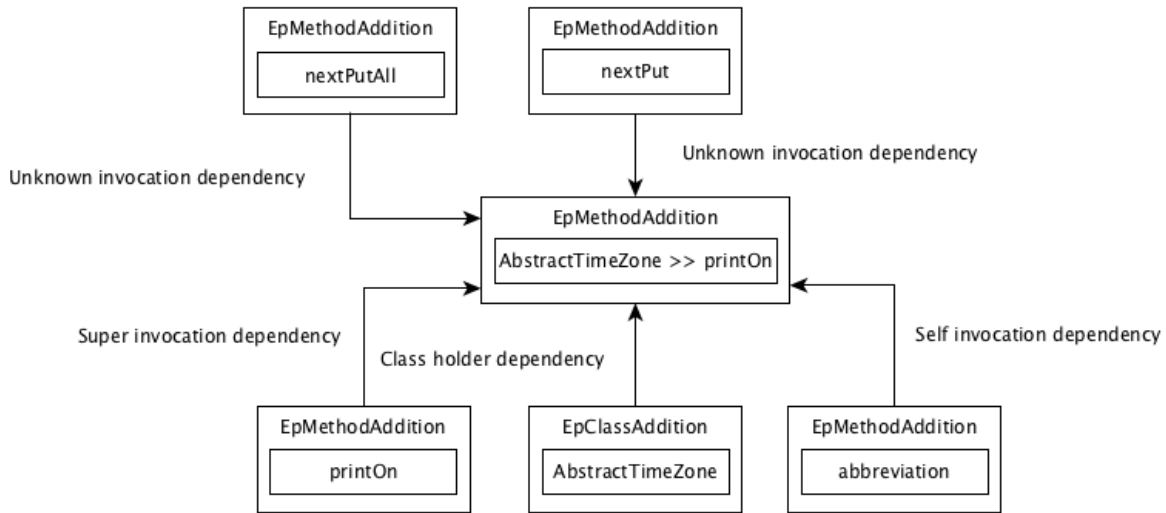 EpMethodAddition
nextPutAll
EpMethodAddition
nextPut
Unknown invocation dependency
Unknown invocation dependency
EpMethodAddition
AbstractTimeZone >> printOn
Super invocation dependency
Class holder dependency
Self invocation dependency
EpMethodAddition
printOn
EpClassAddition
AbstractTimeZone
EpMethodAddition
abbreviation